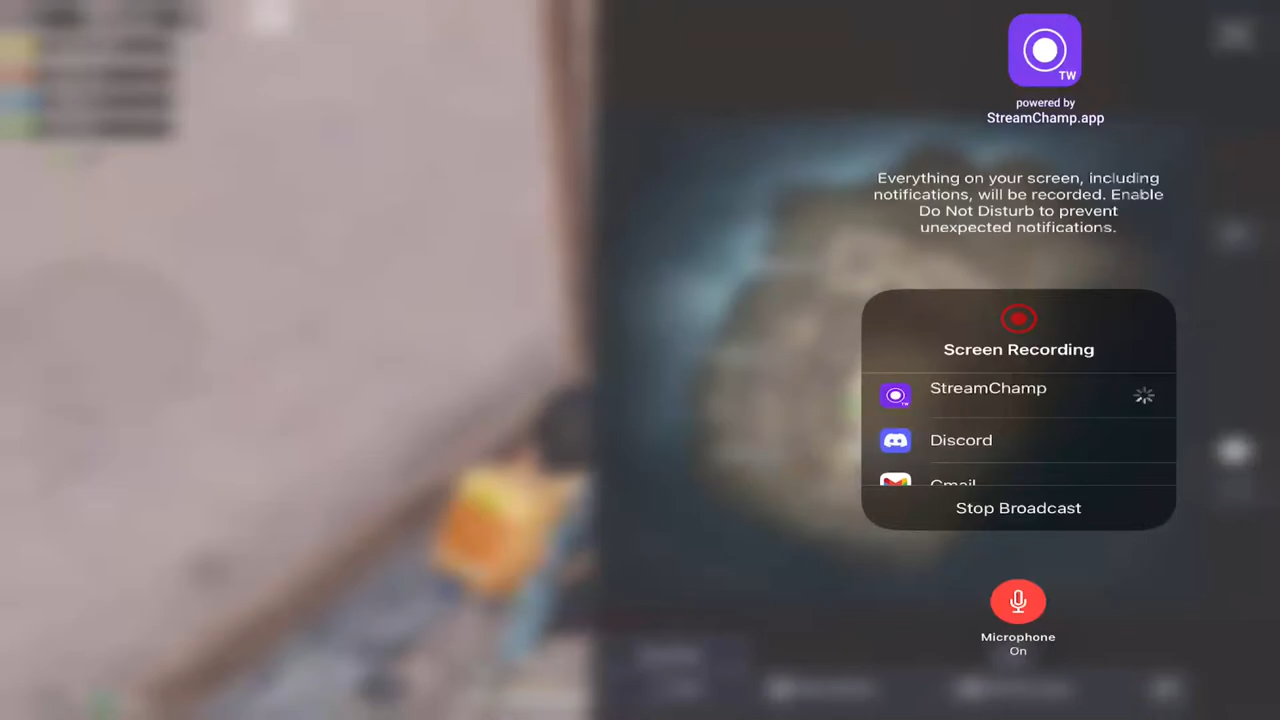 TW
powered by
StreamChamp.app
Everything on your screen, including
notifications, will be recorded. Enable
Do Not Disturb to prevent
unexpected notifications.
Screen Recording
StreamChamp
Discord
Gmail
Stop Broadcast
Microphone
On